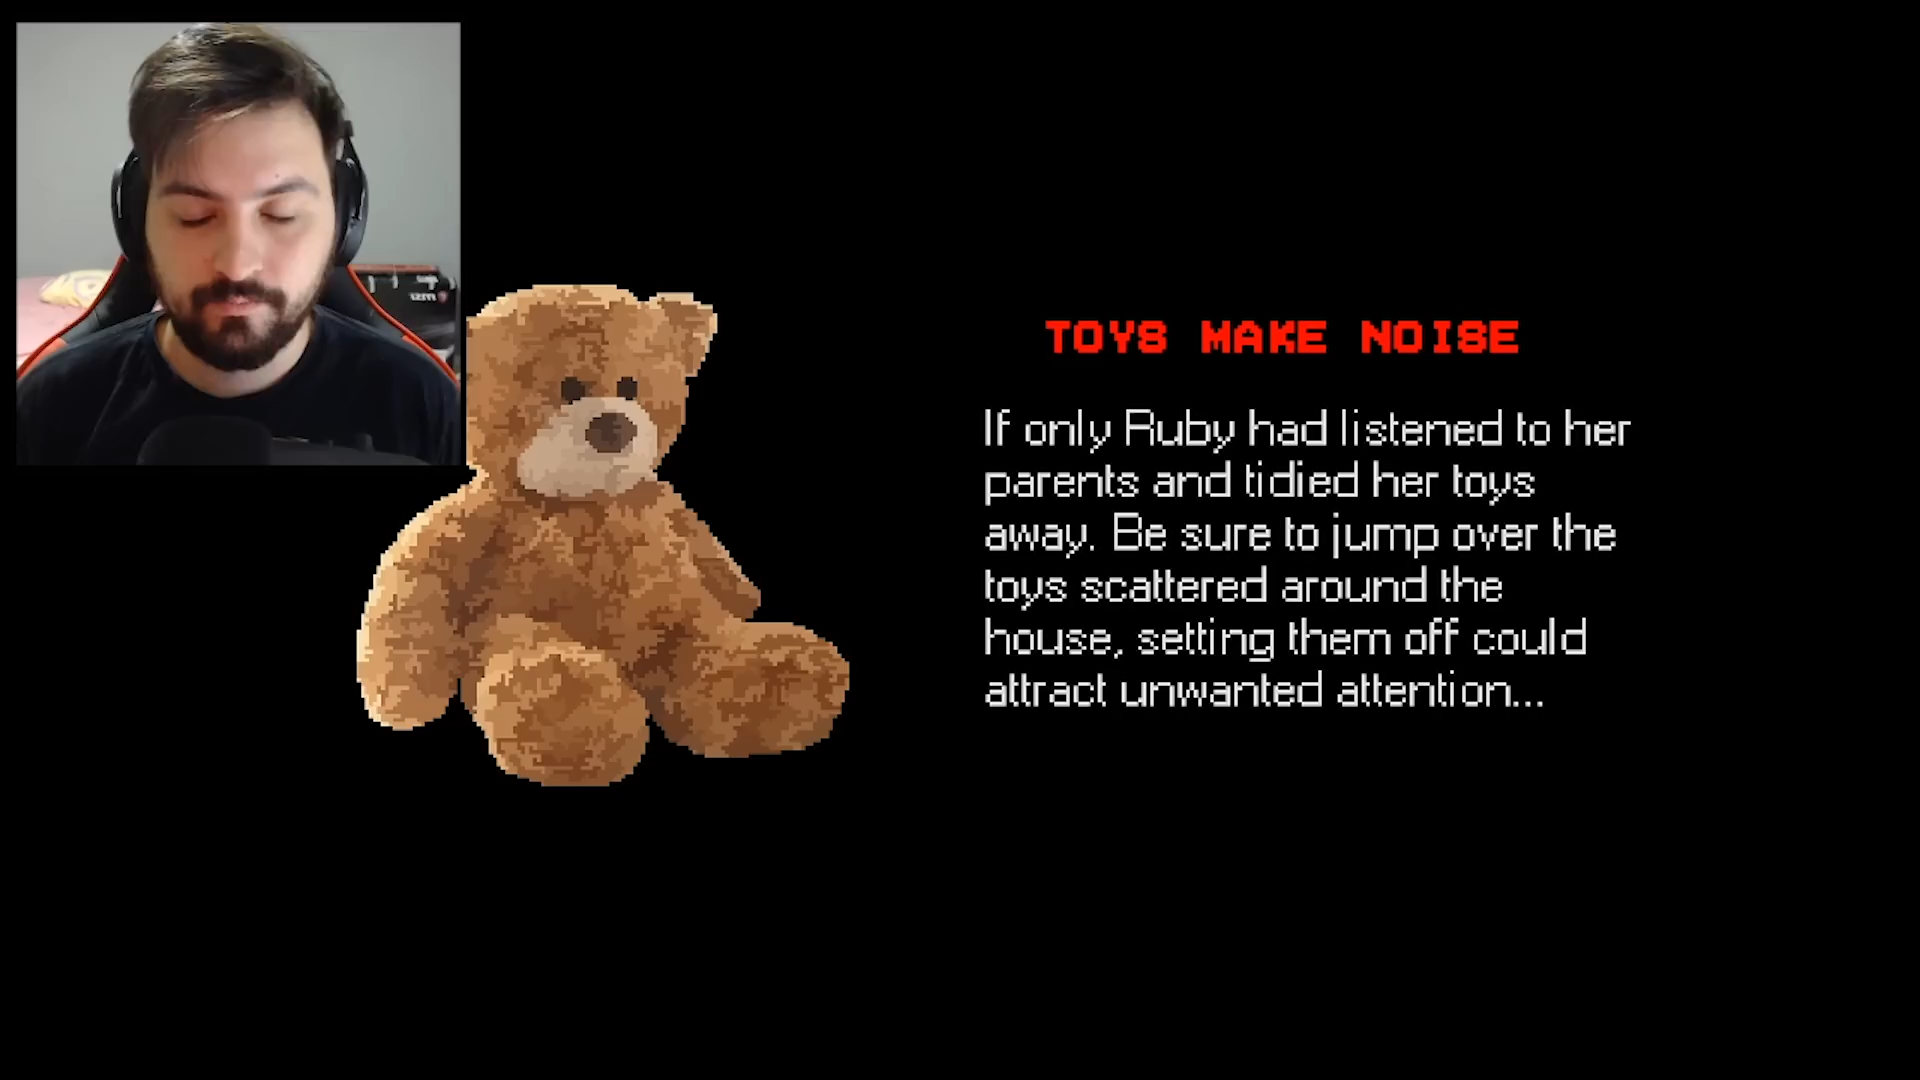 TOYS MAKE NOISE
If only Ruby had listened to her
parents and tidied her toys
away. Be sure to jump over the
toys scattered around the
house, setting them off could
attract unwanted attention...